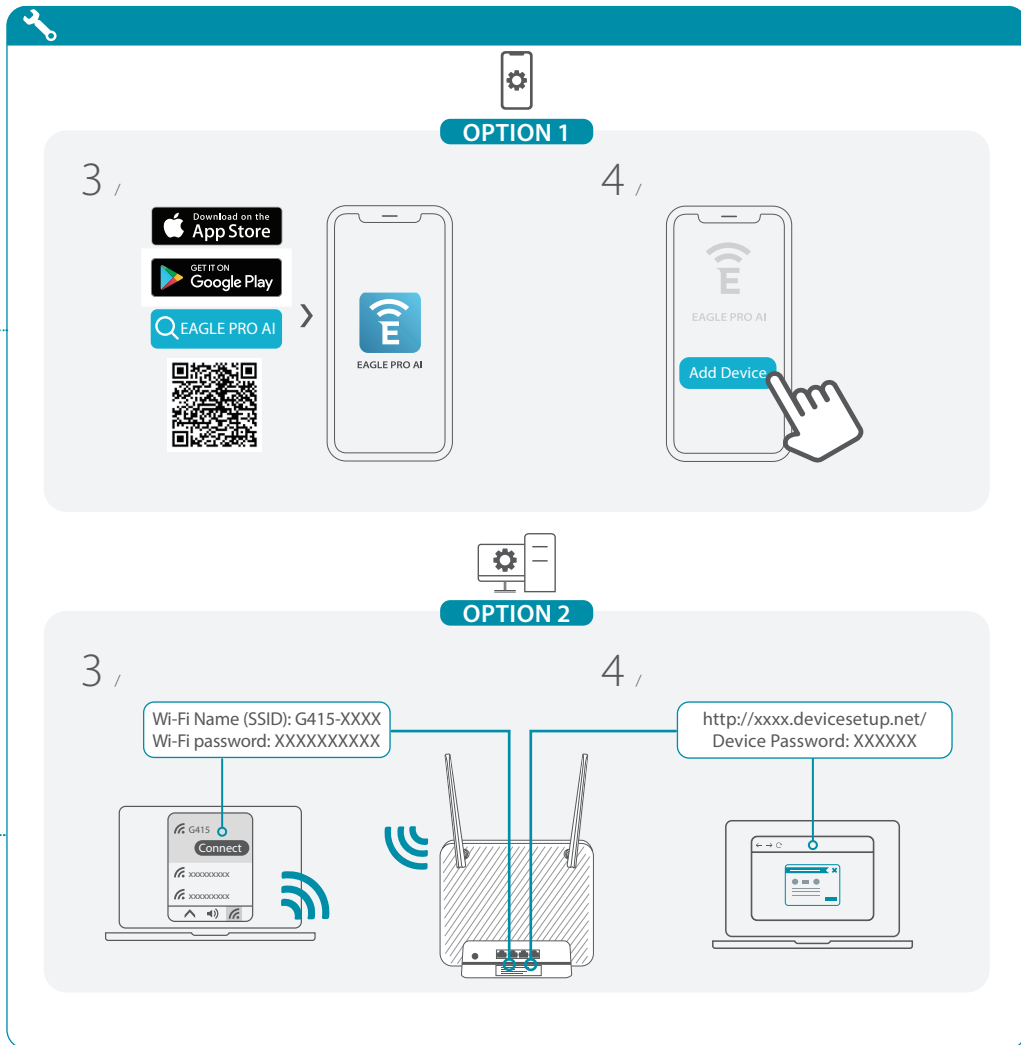 OPTION 1
3 /
Download on the
App Store
GET IT ON
Google Play
EAGLE PRO AI
E
EAGLE PRO AI
4 /
E
EAGLE PRO AI
Add Device
OPTION 2
3 /
Wi-Fi Name (SSID): G415-XXXX
Wi-Fi password: XXXXXXXXXX
G415
Connect
xxxxxxxxx
xxxxxxxxx
4 /
http://xxxx.devicesetup.net/
Device Password: XXXXXX